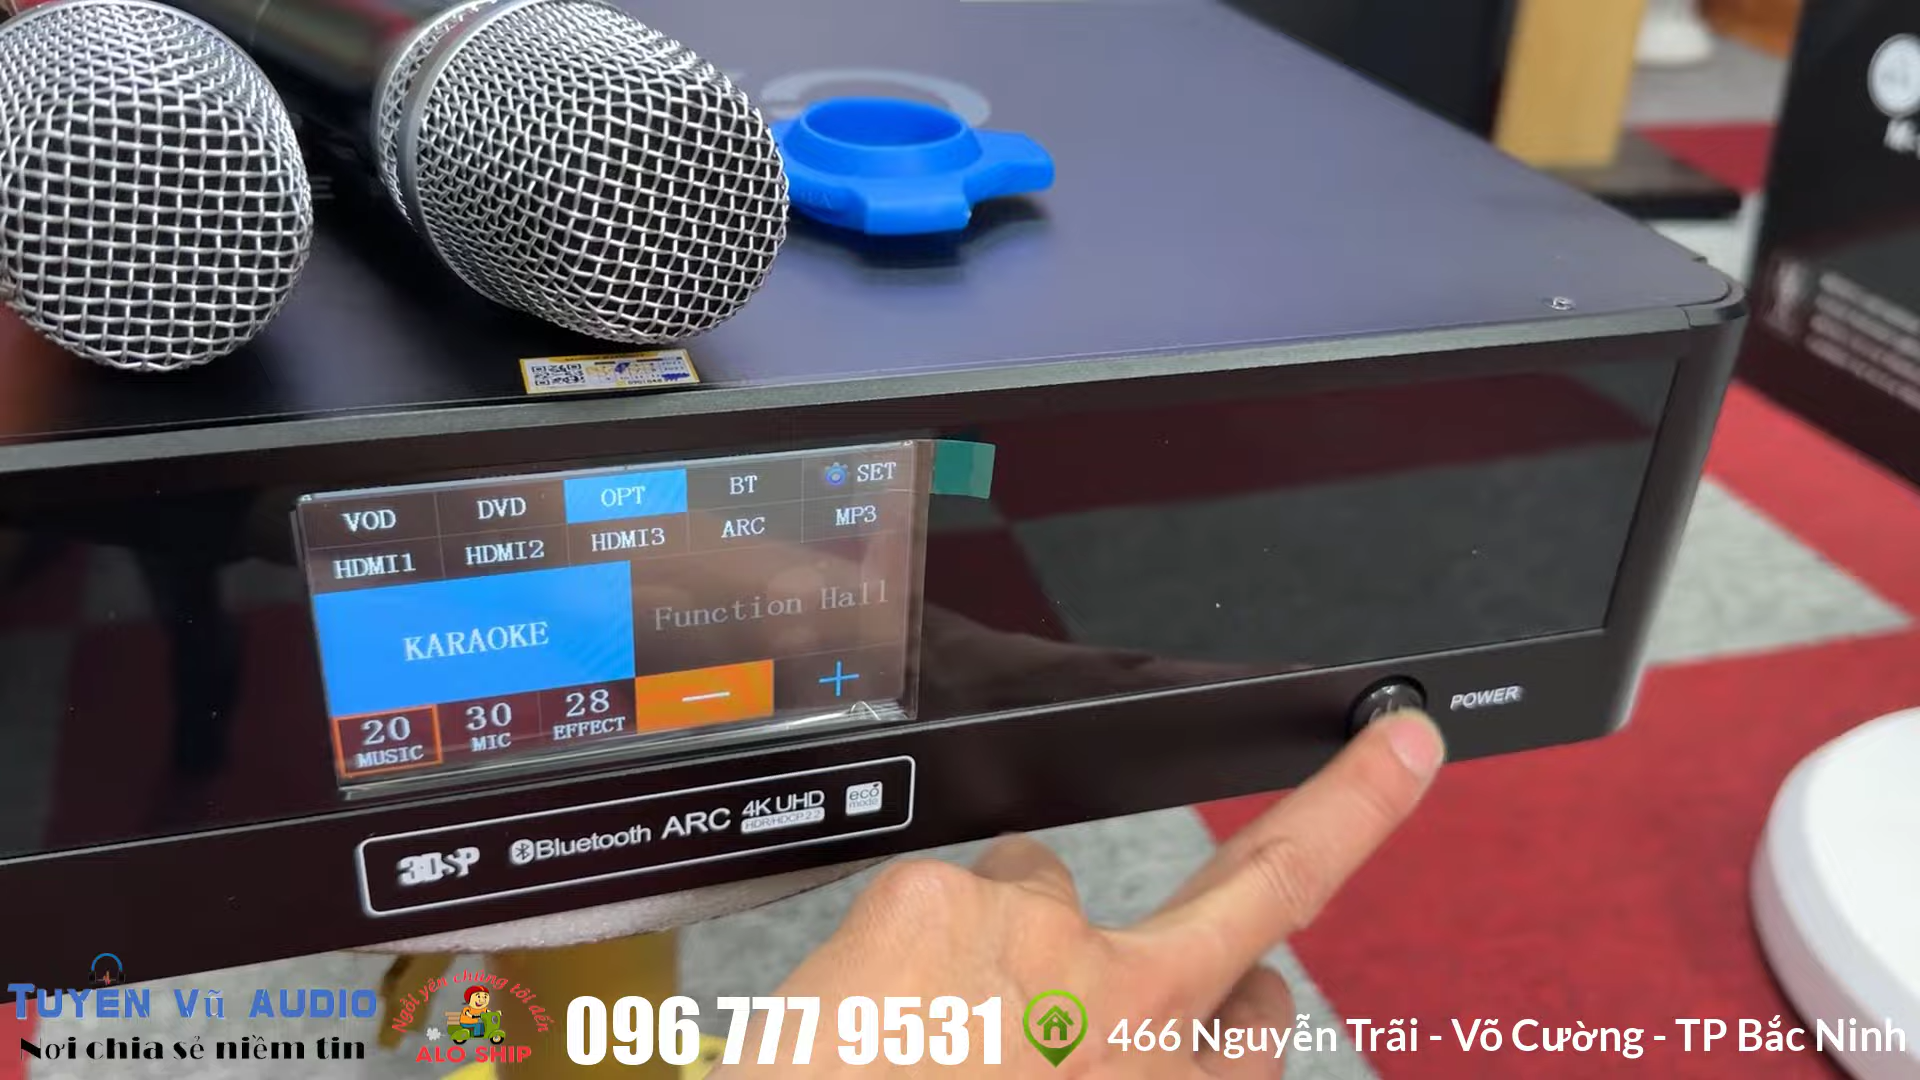 VOD DVD OPT BT SET
HDMI1 HDMI2 HDMI3 ARC MP3
KARAOKE Function Hall
20 30 28 — +
MUSIC MIC EFFECT
POWER
3DSP Bluetooth ARC 4K UHD eco
HDR/HDCP 2.2 mode
TUYÊN VŨ AUDIO
Nơi chia sẻ niềm tin
Ngồi yên chúng tôi đến
ALO SHIP
096 777 9531
466 Nguyễn Trãi - Võ Cường - TP Bắc Ninh